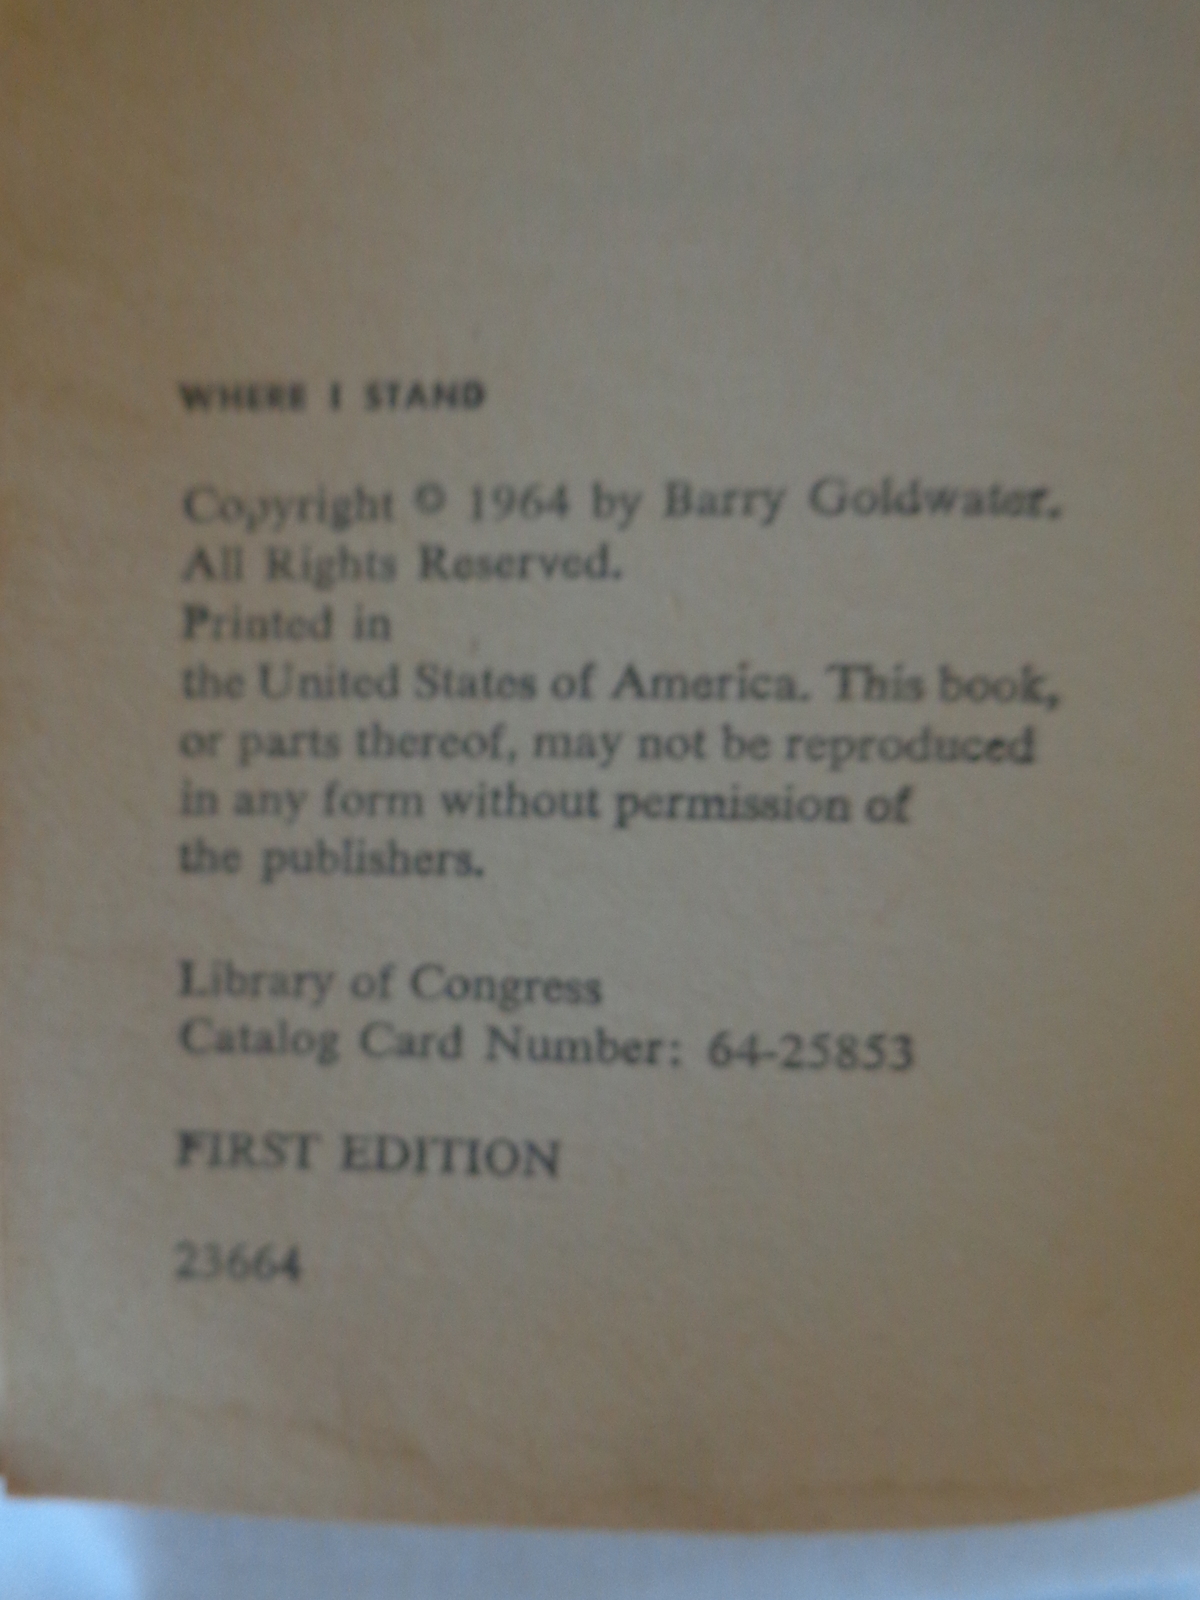 WHERE I STAND
Copyright © 1964 by Barry Goldwater.
All Rights Reserved.
Printed in
the United States of America. This book,
or parts thereof, may not be reproduced
in any form without permission of
the publishers.
Library of Congress
Catalog Card Number: 64-25853
FIRST EDITION
23664